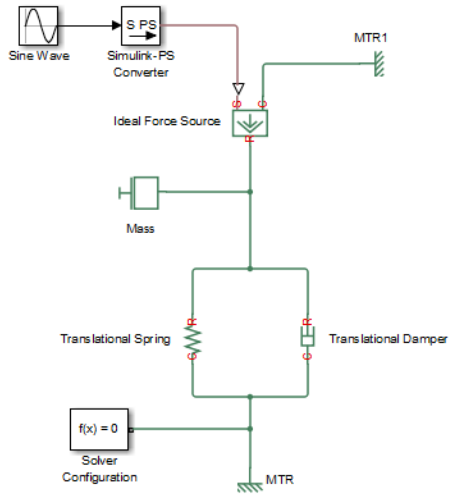 S PS
MTR1
Sine Wave
Simulink-PS
Converter
S
C
Ideal Force Source
R
Mass
R
R
Translational Spring
Translational Damper
C
C
f(x) = 0
Solver
Configuration
MTR